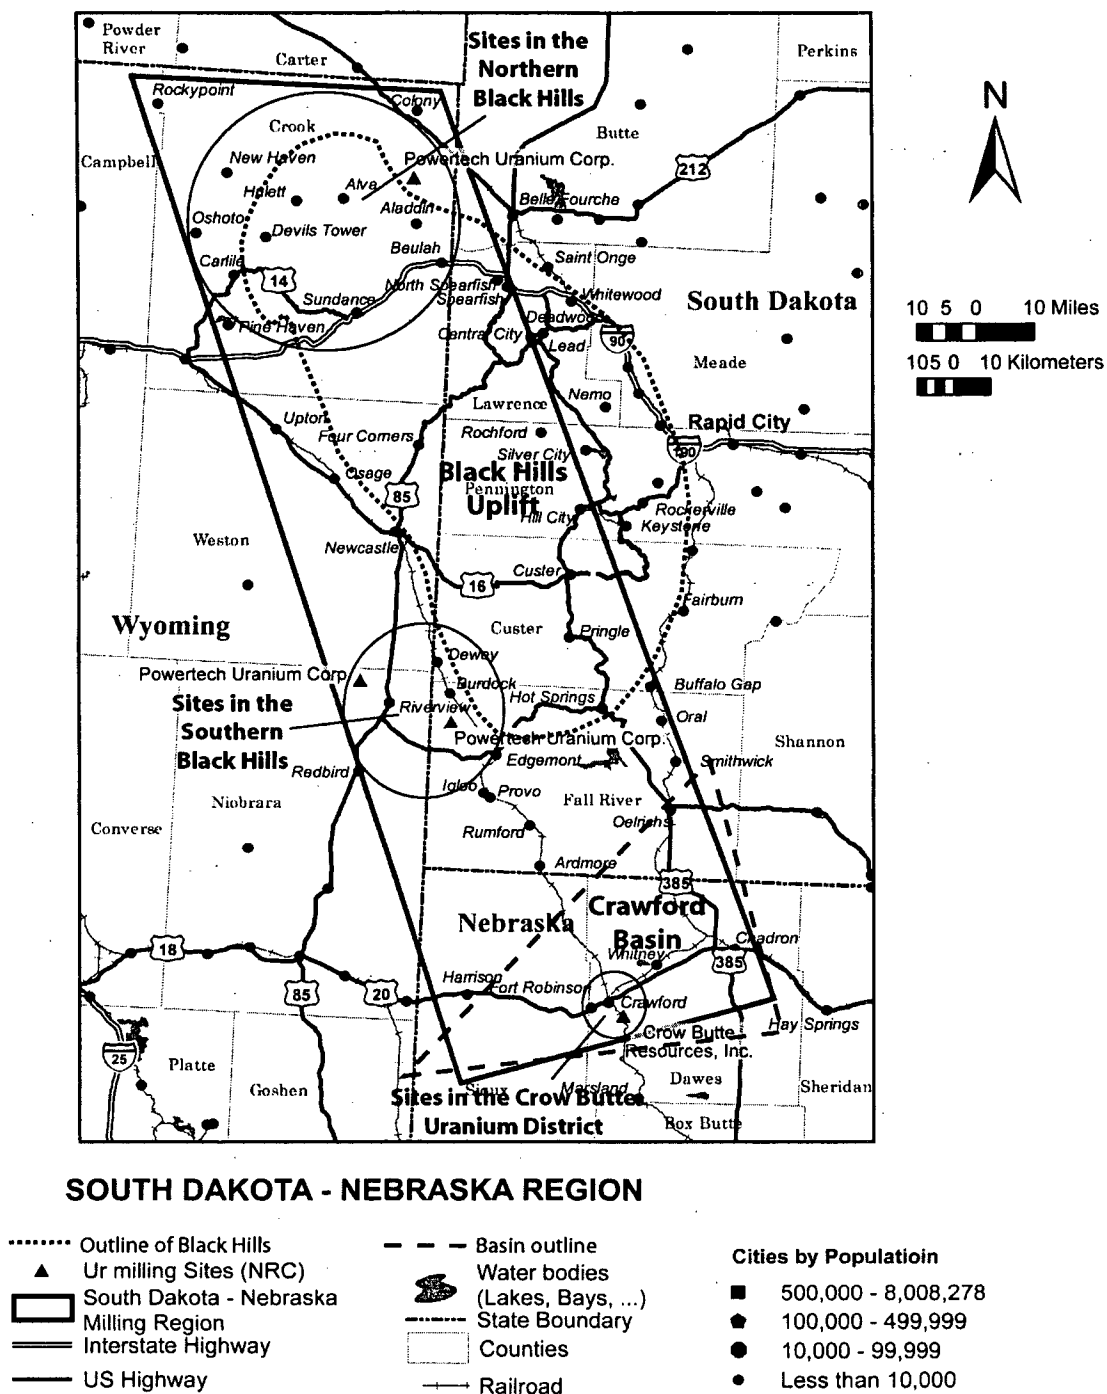 Powder
River
Carter
Sites in the
Northern
Black Hills
Perkins
Rockypoint
Colony
N
Crook
Butte
Campbell
New Haven
Powertech Uranium Corp.
212
Hulett
Alva
Belle Fourche
Oshoto
Aladdin
Devils Tower
Beulah
Saint Onge
Carlile
14
North Spearfish
Spearfish
Whitewood
South Dakota
Sundance
Deadwood
10 5 0 10 Miles
Pine Haven
Central City
90
Lead
105 0 10 Kilometers
Meade
Nemo
Lawrence
Upton
Four Corners
Rochford
Rapid City
Silver City
190
Osage
Black Hills
Uplift
Pennington
85
Hill City
Rockerville
Keystone
Weston
Newcastle
Custer
16
Fairburn
Wyoming
Custer
Pringle
Dewey
Powertech Uranium Corp.
Burdock
Buffalo Gap
Hot Springs
Sites in the
Southern
Black Hills
Riverview
Oral
Powertech Uranium Corp.
Shannon
Edgemont
Smithwick
Redbird
Igloo
Provo
Niobrara
Fall River
Converse
Rumford
Oelrichs
Ardmore
385
Nebraska
Crawford
Basin
18
Chadron
Whitney
385
Harrison
Fort Robinson
85
20
Crawford
Hay Springs
Crow Butte
Resources, Inc.
25
Platte
Goshen
Sioux
Marsland
Dawes
Sheridan
Sites in the Crow Butte
Uranium District
Box Butte
SOUTH DAKOTA - NEBRASKA REGION
Outline of Black Hills
Ur milling Sites (NRC)
South Dakota - Nebraska
Milling Region
Interstate Highway
US Highway
Basin outline
Water bodies
(Lakes, Bays, ...)
State Boundary
Counties
Railroad
Cities by Populatioin
500,000 - 8,008,278
100,000 - 499,999
10,000 - 99,999
Less than 10,000